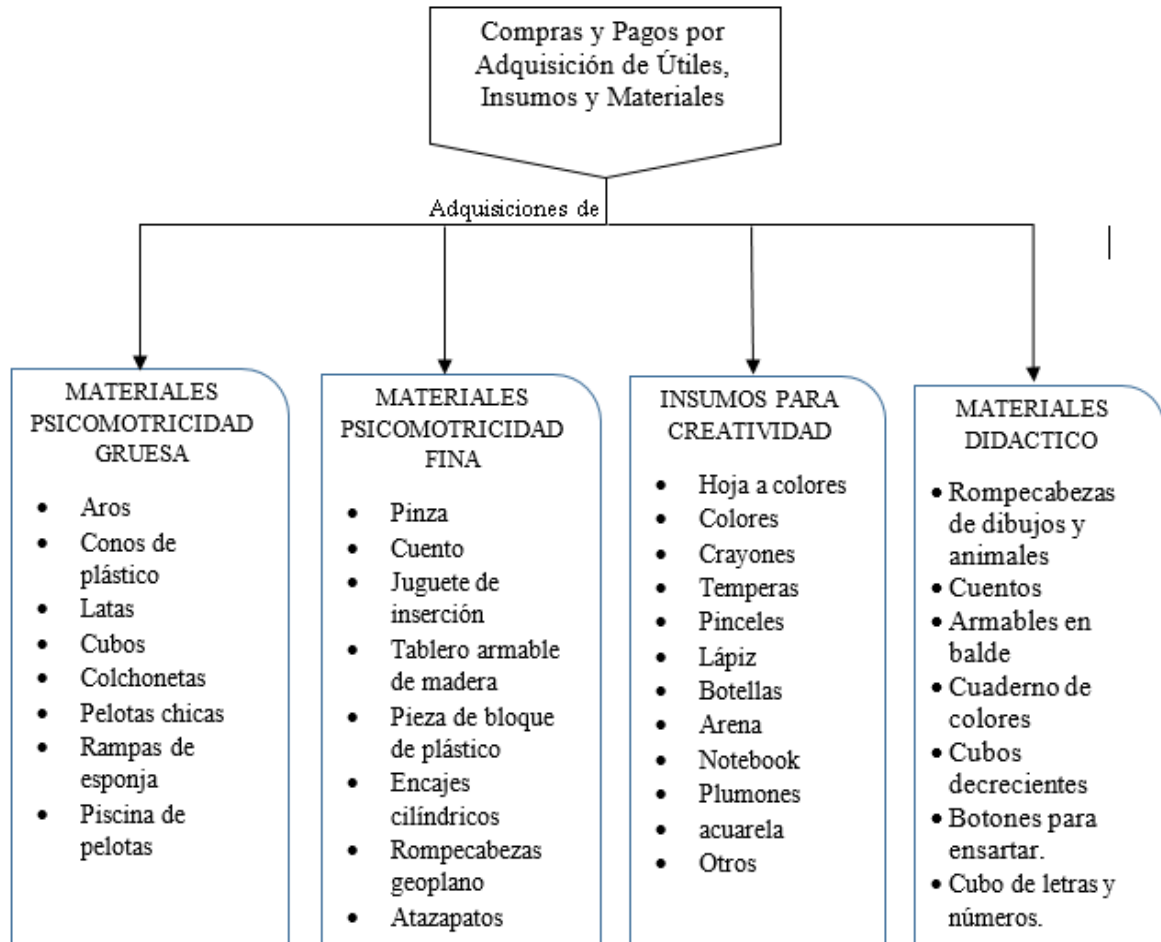 Compras y Pagos por
Adquisición de Útiles,
Insumos y Materiales
Adquisiciones de
MATERIALES
PSICOMOTRICIDAD
GRUESA
• Aros
• Conos de
plástico
• Latas
• Cubos
• Colchonetas
• Pelotas chicas
• Rampas de
esponja
• Piscina de
pelotas
MATERIALES
PSICOMOTRICIDAD
FINA
• Pinza
• Cuento
• Juguete de
inserción
• Tablero armable
de madera
• Pieza de bloque
de plástico
• Encajes
cilíndricos
• Rompecabezas
geoplano
• Atazapatos
INSUMOS PARA
CREATIVIDAD
• Hoja a colores
• Colores
• Crayones
• Temperas
• Pinceles
• Lápiz
• Botellas
• Arena
• Notebook
• Plumones
• acuarela
• Otros
MATERIALES
DIDACTICO
• Rompecabezas
de dibujos y
animales
• Cuentos
• Armables en
balde
• Cuaderno de
colores
• Cubos
decrecientes
• Botones para
ensartar.
• Cubo de letras y
números.